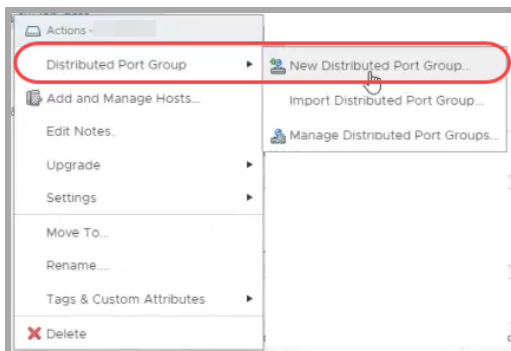 Actions -
Distributed Port Group
New Distributed Port Group...
Add and Manage Hosts...
Import Distributed Port Group...
Edit Notes..
Manage Distributed Port Groups...
Upgrade
Settings
Move To...
Rename....
Tags & Custom Attributes
Delete